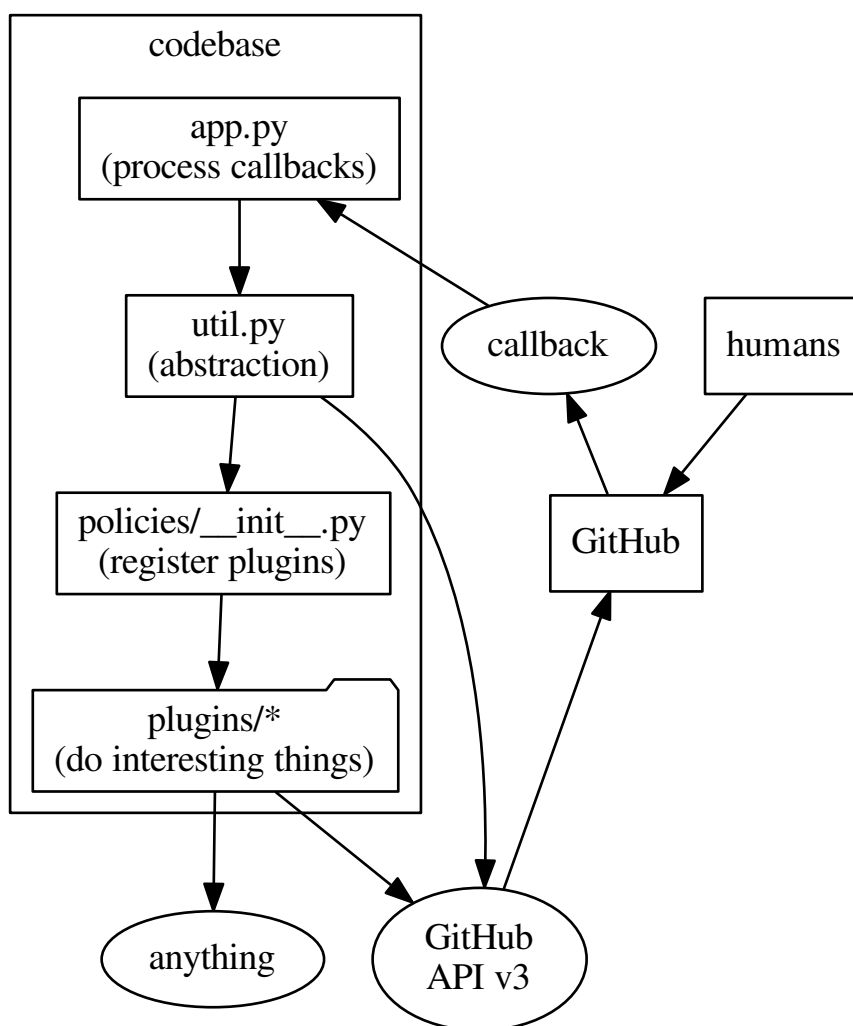 codebase
app.py
(process callbacks)
util.py
(abstraction)
callback
humans
policies/__init__.py
(register plugins)
GitHub
plugins/*
(do interesting things)
anything
GitHub
API v3